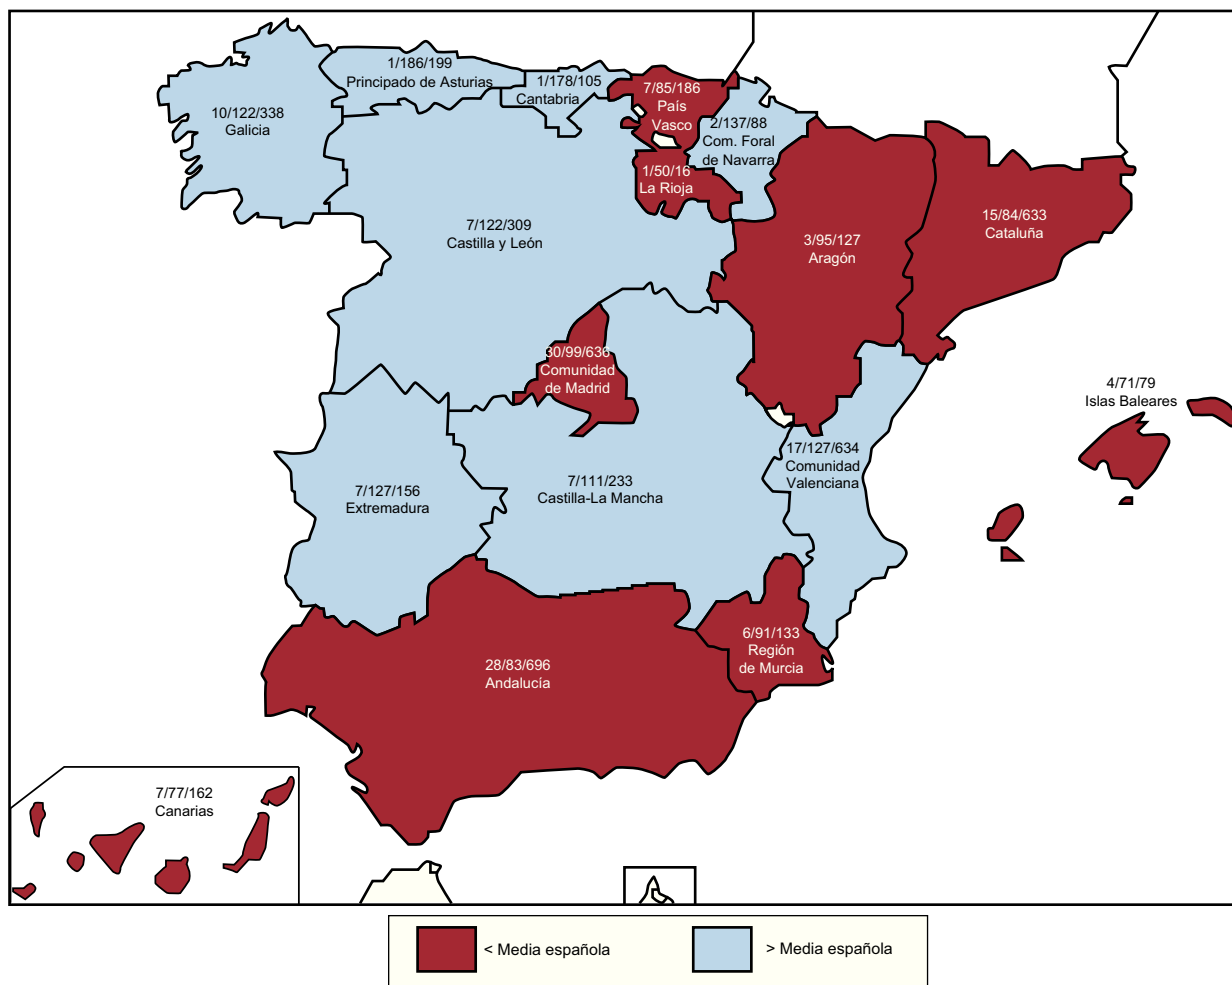 1/186/199
Principado de Asturias
1/178/105
Cantabria
7/85/186
País
Vasco
10/122/338
Galicia
2/137/88
Com. Foral
de Navarra
1/50/16
La Rioja
7/122/309
Castilla y León
3/95/127
Aragón
15/84/633
Cataluña
30/99/636
Comunidad
de Madrid
4/71/79
Islas Baleares
17/127/634
Comunidad
Valenciana
7/127/156
Extremadura
7/111/233
Castilla-La Mancha
6/91/133
Región
de Murcia
28/83/696
Andalucía
7/77/162
Canarias
< Media española
> Media española